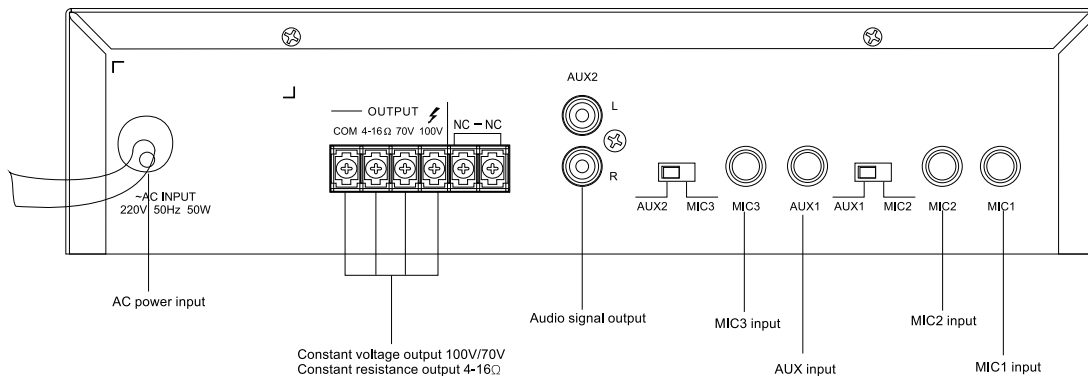 AUX2
L
OUTPUT
COM 4-16Ω 70V 100V
NC – NC
R
~AC INPUT
220V 50Hz 50W
AUX2 MIC3 MIC3 AUX1 AUX1 MIC2 MIC2 MIC1
AC power input
Audio signal output
MIC3 input
MIC2 input
Constant voltage output 100V/70V
Constant resistance output 4-16Ω
AUX input
MIC1 input